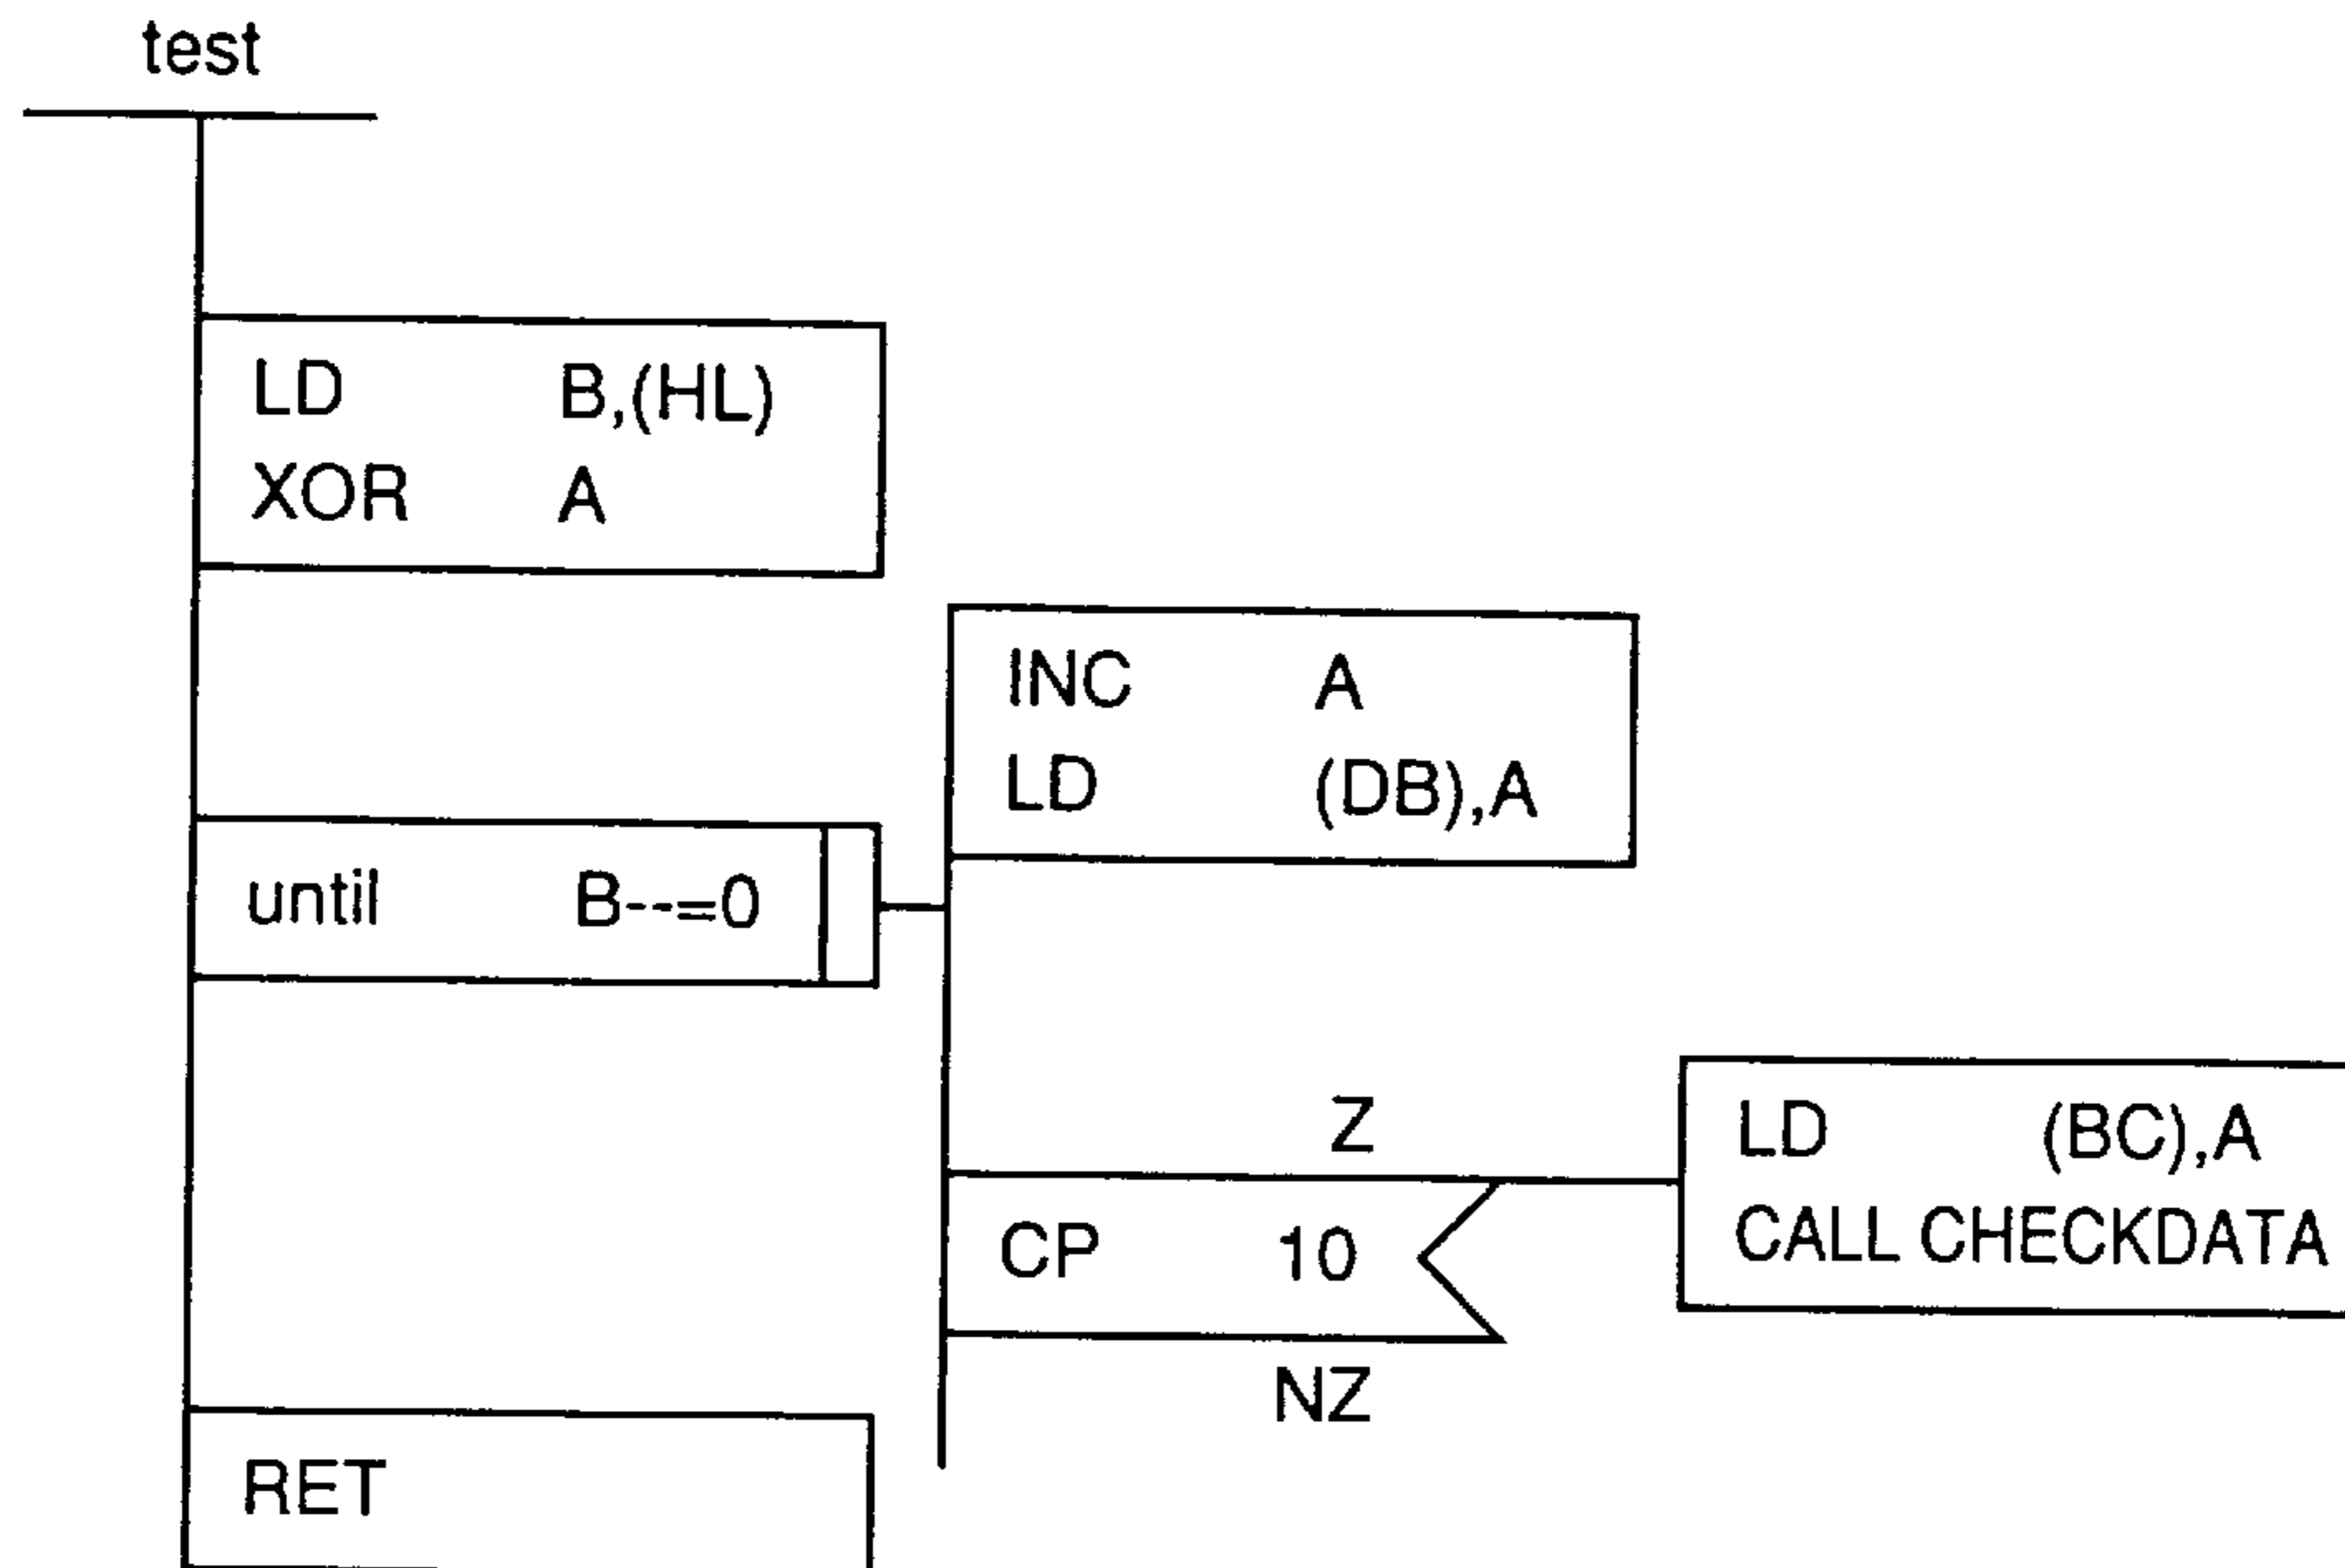 test
LD B,(HL)
XOR A
INC A
LD (DB),A
until B--=0
Z
LD (BC),A
CALL CHECKDATA
CP 10
NZ
RET